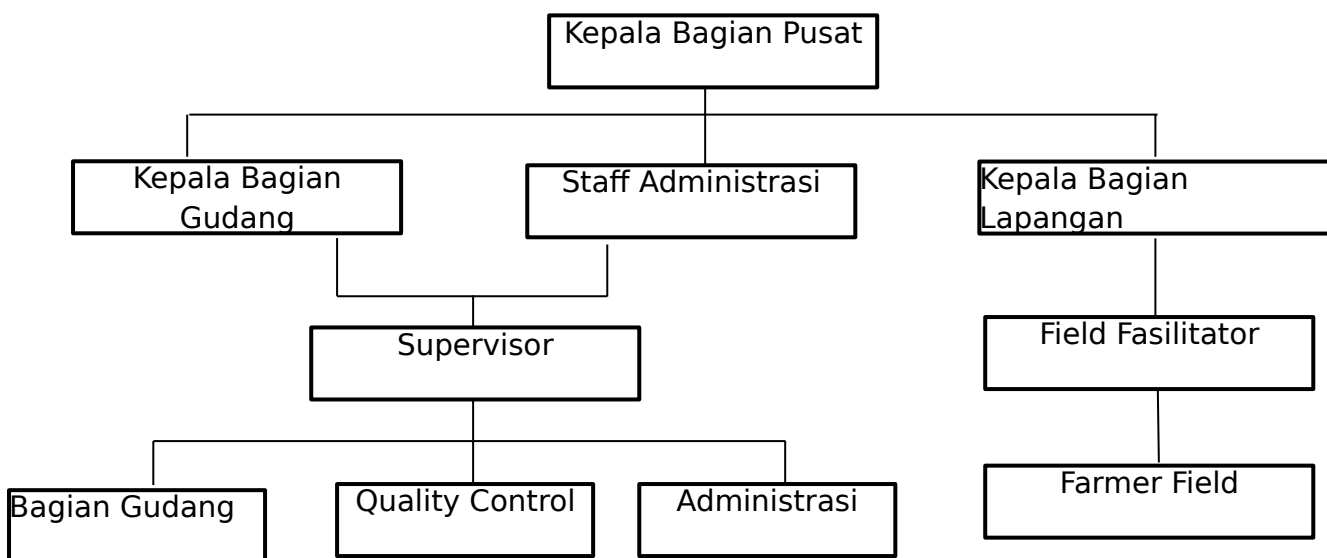 Kepala Bagian Pusat
Kepala Bagian
Gudang
Staff Administrasi
Kepala Bagian
Lapangan
Supervisor
Field Fasilitator
Bagian Gudang
Quality Control
Administrasi
Farmer Field